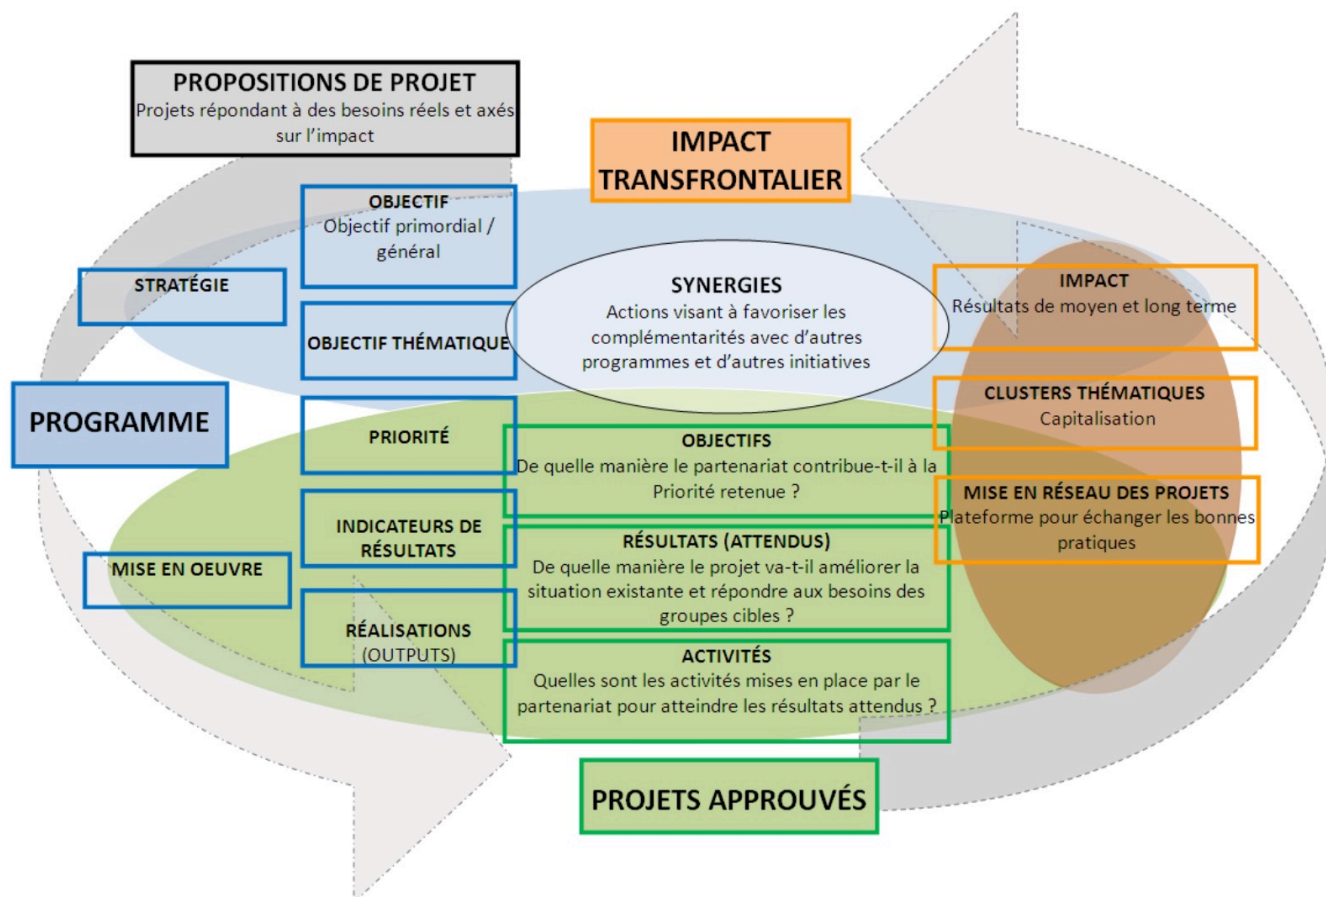 PROPOSITIONS DE PROJET
Projets répondant à des besoins réels et axés
sur l'impact
IMPACT
TRANSFRONTALIER
OBJECTIF
Objectif primordial /
général
STRATÉGIE
OBJECTIF THÉMATIQUE
SYNERGIES
Actions visant à favoriser les
complémentarités avec d'autres
programmes et d'autres initiatives
IMPACT
Résultats de moyen et long terme
PROGRAMME
PRIORITÉ
CLUSTERS THÉMATIQUES
Capitalisation
OBJECTIFS
De quelle manière le partenariat contribue-t-il à la
Priorité retenue ?
MISE EN RÉSEAU DES PROJETS
Plateforme pour échanger les bonnes
pratiques
INDICATEURS DE
RÉSULTATS
MISE EN OEUVRE
RÉSULTATS (ATTENDUS)
De quelle manière le projet va-t-il améliorer la
situation existante et répondre aux besoins des
groupes cibles ?
RÉALISATIONS
(OUTPUTS)
ACTIVITÉS
Quelles sont les activités mises en place par le
partenariat pour atteindre les résultats attendus ?
PROJETS APPROUVÉS